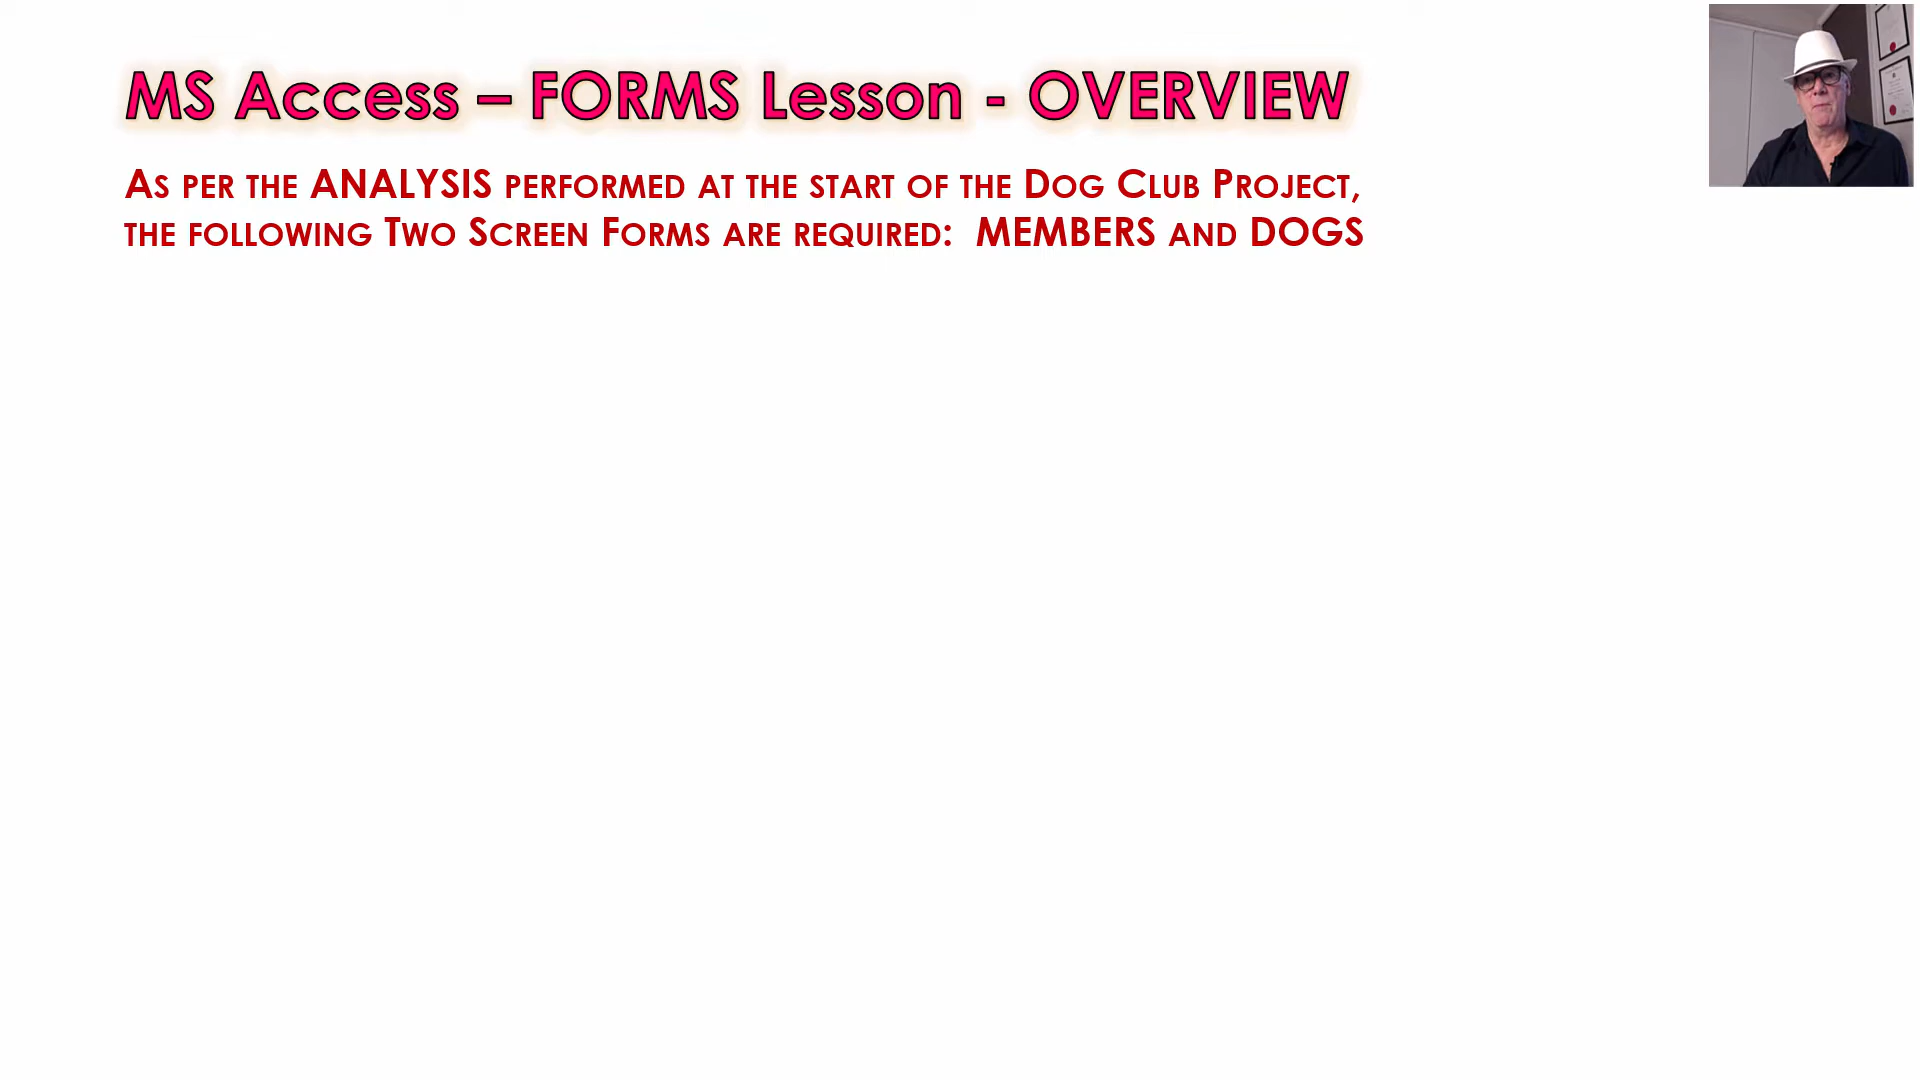 MS Access – FORMS Lesson - OVERVIEW
As per the ANALYSIS performed at the start of the Dog Club Project,
the following Two Screen Forms are required:  MEMBERS and DOGS